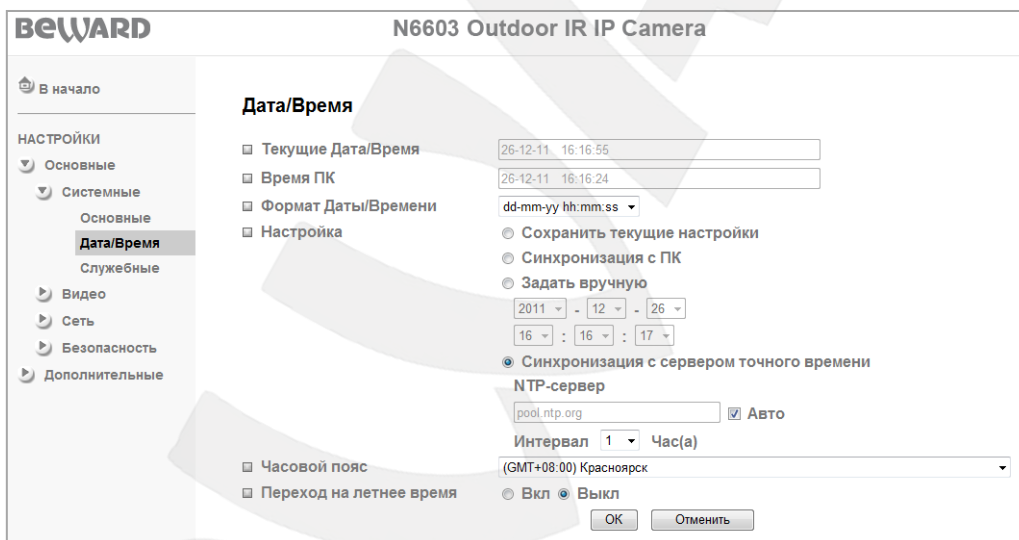 BEWARD
N6603 Outdoor IR IP Camera
В начало
НАСТРОЙКИ
Основные
Системные
Основные
Дата/Время
Служебные
Видео
Сеть
Безопасность
Дополнительные
Дата/Время
Текущие Дата/Время 26-12-11 16:16:55
Время ПК 26-12-11 16:16:24
Формат Даты/Времени dd-mm-yy hh:mm:ss
Настройка Сохранить текущие настройки
Синхронизация с ПК
Задать вручную
2011 - 12 - 26
16 : 16 : 17
Синхронизация с сервером точного времени
NTP-сервер
pool.ntp.org Авто
Интервал 1 Час(а)
Часовой пояс (GMT+08:00) Красноярск
Переход на летнее время Вкл Выкл
OK Отменить